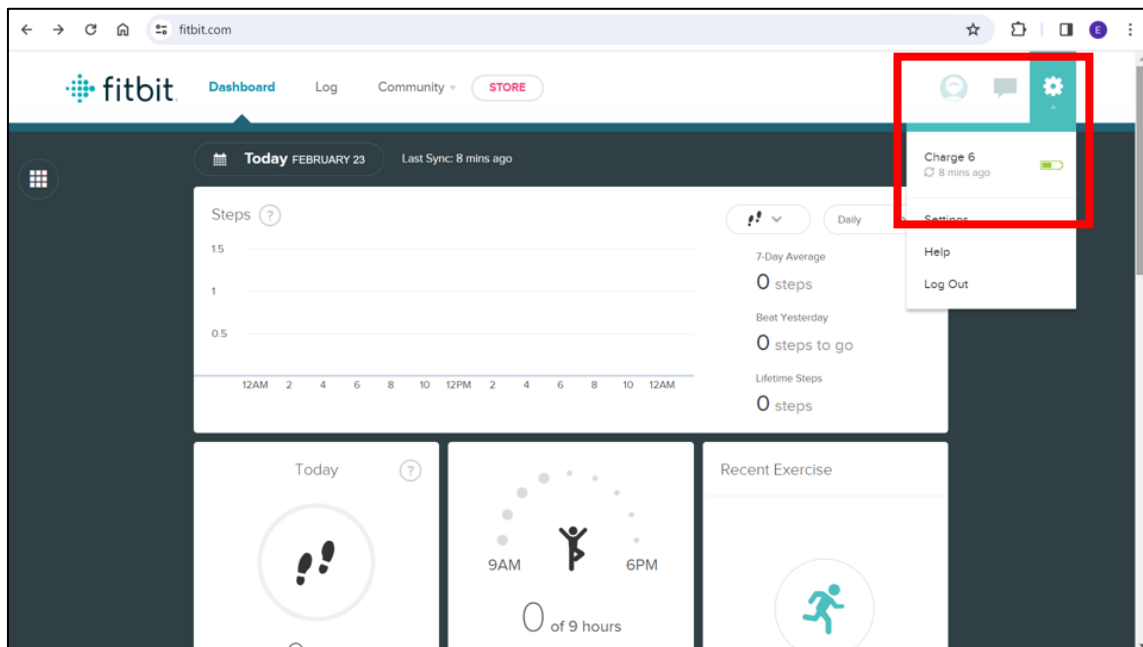 fitbit.com
E
fitbit
Dashboard
Log
Community
STORE
Today FEBRUARY 23
Last Sync: 8 mins ago
Charge 6
8 mins ago
Settings
Help
Log Out
Steps ?
Daily
1.5
1
0.5
12AM 2 4 6 8 10 12PM 2 4 6 8 10 12AM
7-Day Average
0 steps
Beat Yesterday
0 steps to go
Lifetime Steps
0 steps
Today ?
9AM 6PM
0 of 9 hours
Recent Exercise